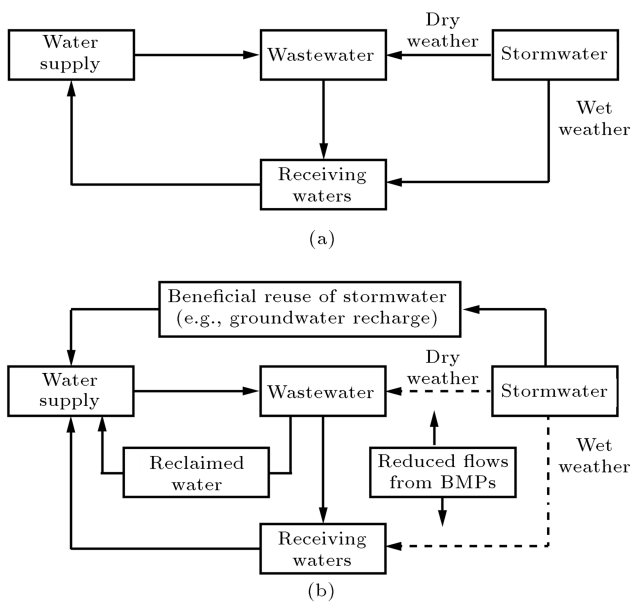 Water
supply
Wastewater
Dry
weather
Stormwater
Wet
weather
Receiving
waters
(a)
Beneficial reuse of stormwater
(e.g., groundwater recharge)
Water
supply
Wastewater
Dry
weather
Stormwater
Wet
weather
Reclaimed
water
Reduced flows
from BMPs
Receiving
waters
(b)